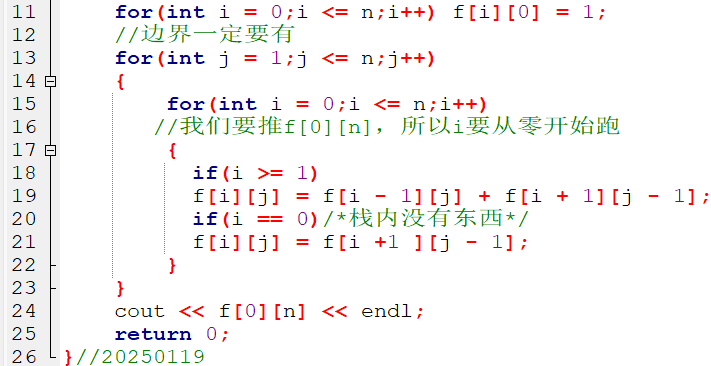 11 for(int i = 0;i <= n;i++) f[i][0] = 1;
12 //边界一定要有
13 for(int j = 1;j <= n;j++)
14 {
15 for(int i = 0;i <= n;i++)
16 //我们要推f[0][n]，所以i要从零开始跑
17 {
18 if(i >= 1)
19 f[i][j] = f[i - 1][j] + f[i + 1][j - 1];
20 if(i == 0)/*栈内没有东西*/
21 f[i][j] = f[i +1 ][j - 1];
22 }
23 }
24 cout << f[0][n] << endl;
25 return 0;
26 }//20250119